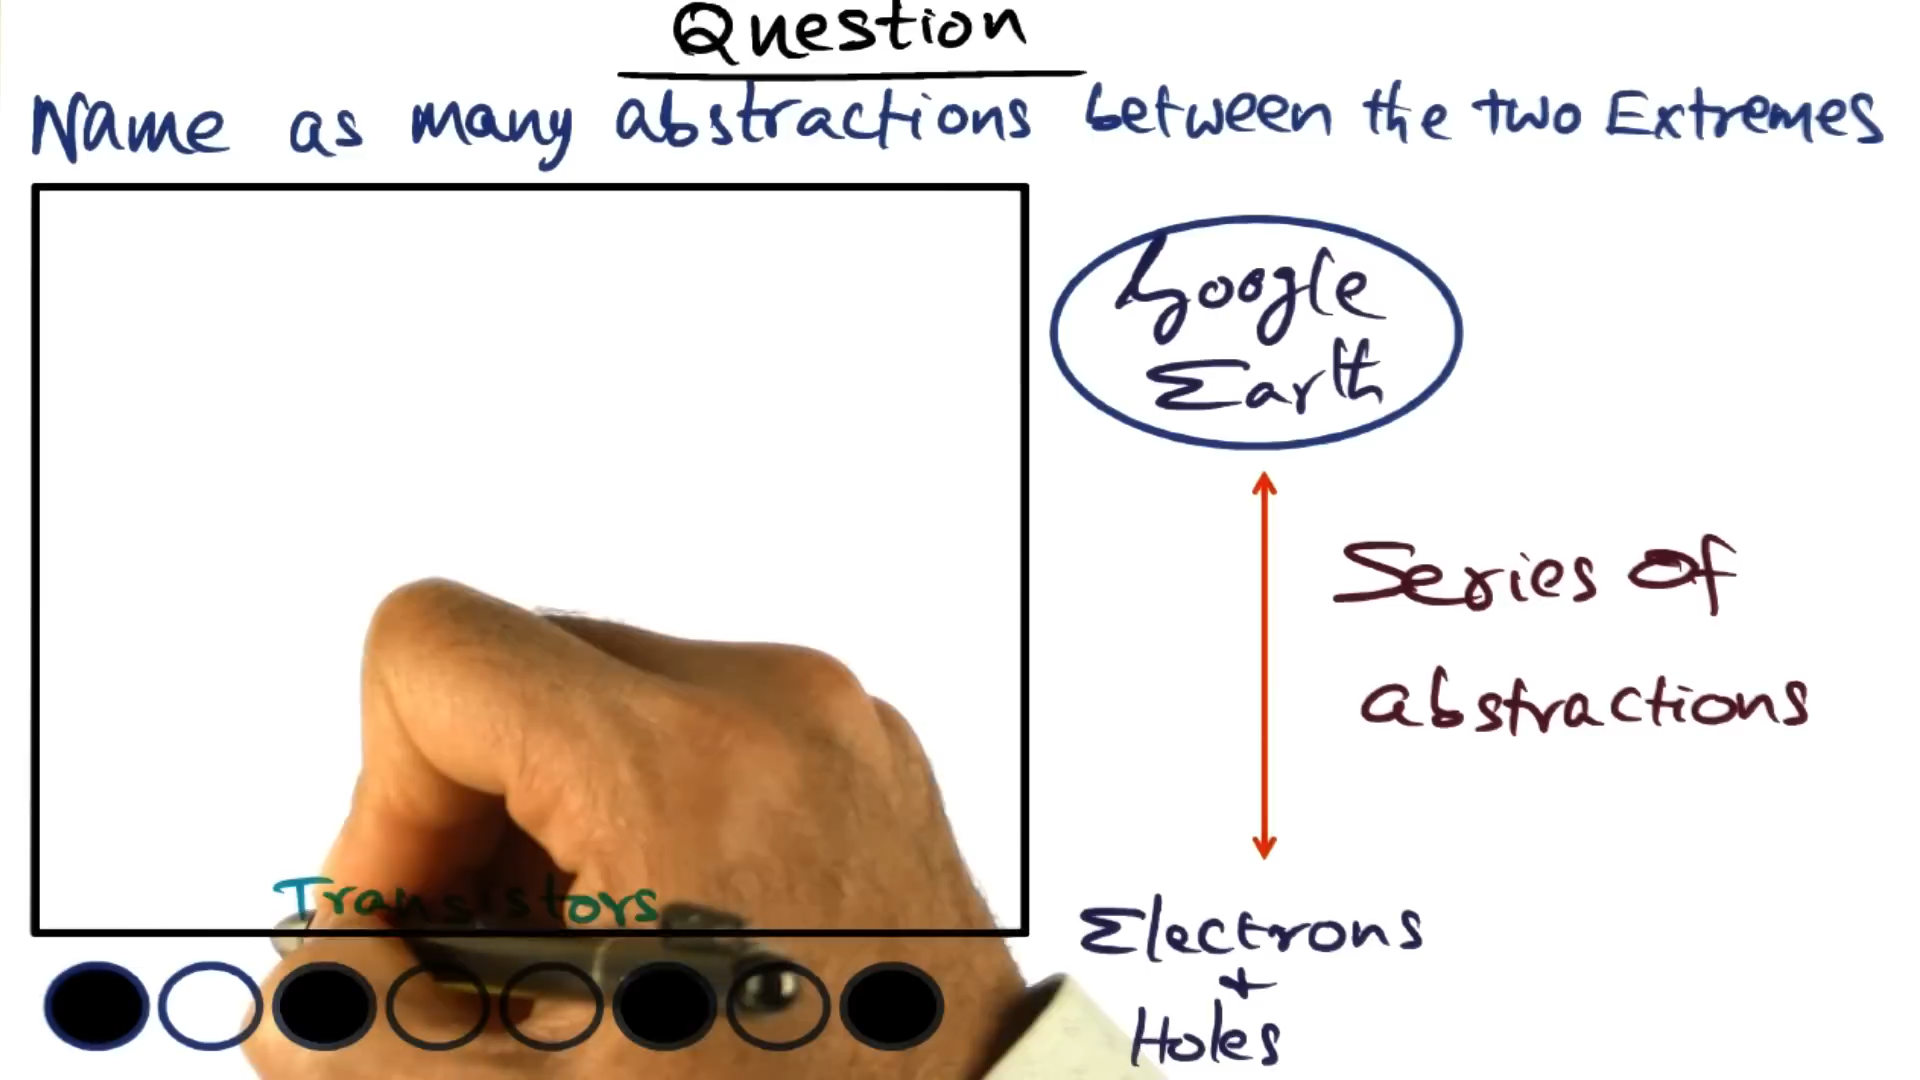 Question
Name as many abstractions between the two Extremes
Google
Earth
Series of
abstractions
Transistors
Electrons
+
Holes